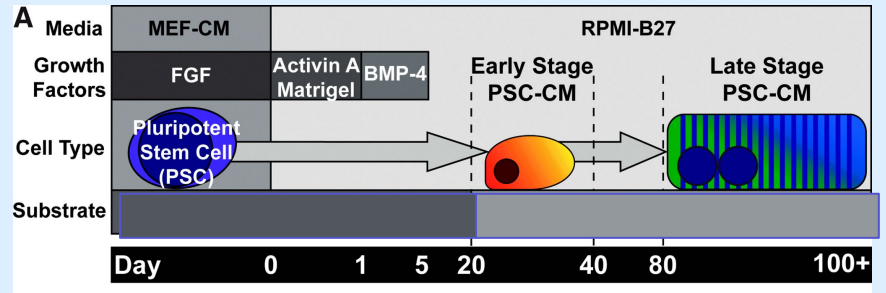 A
Media
MEF-CM
RPMI-B27
Growth
Factors
FGF
Activin A
Matrigel
BMP-4
Early Stage
PSC-CM
Late Stage
PSC-CM
Cell Type
Pluripotent
Stem Cell
(PSC)
Substrate
Day 0 1 5 20 40 80 100+